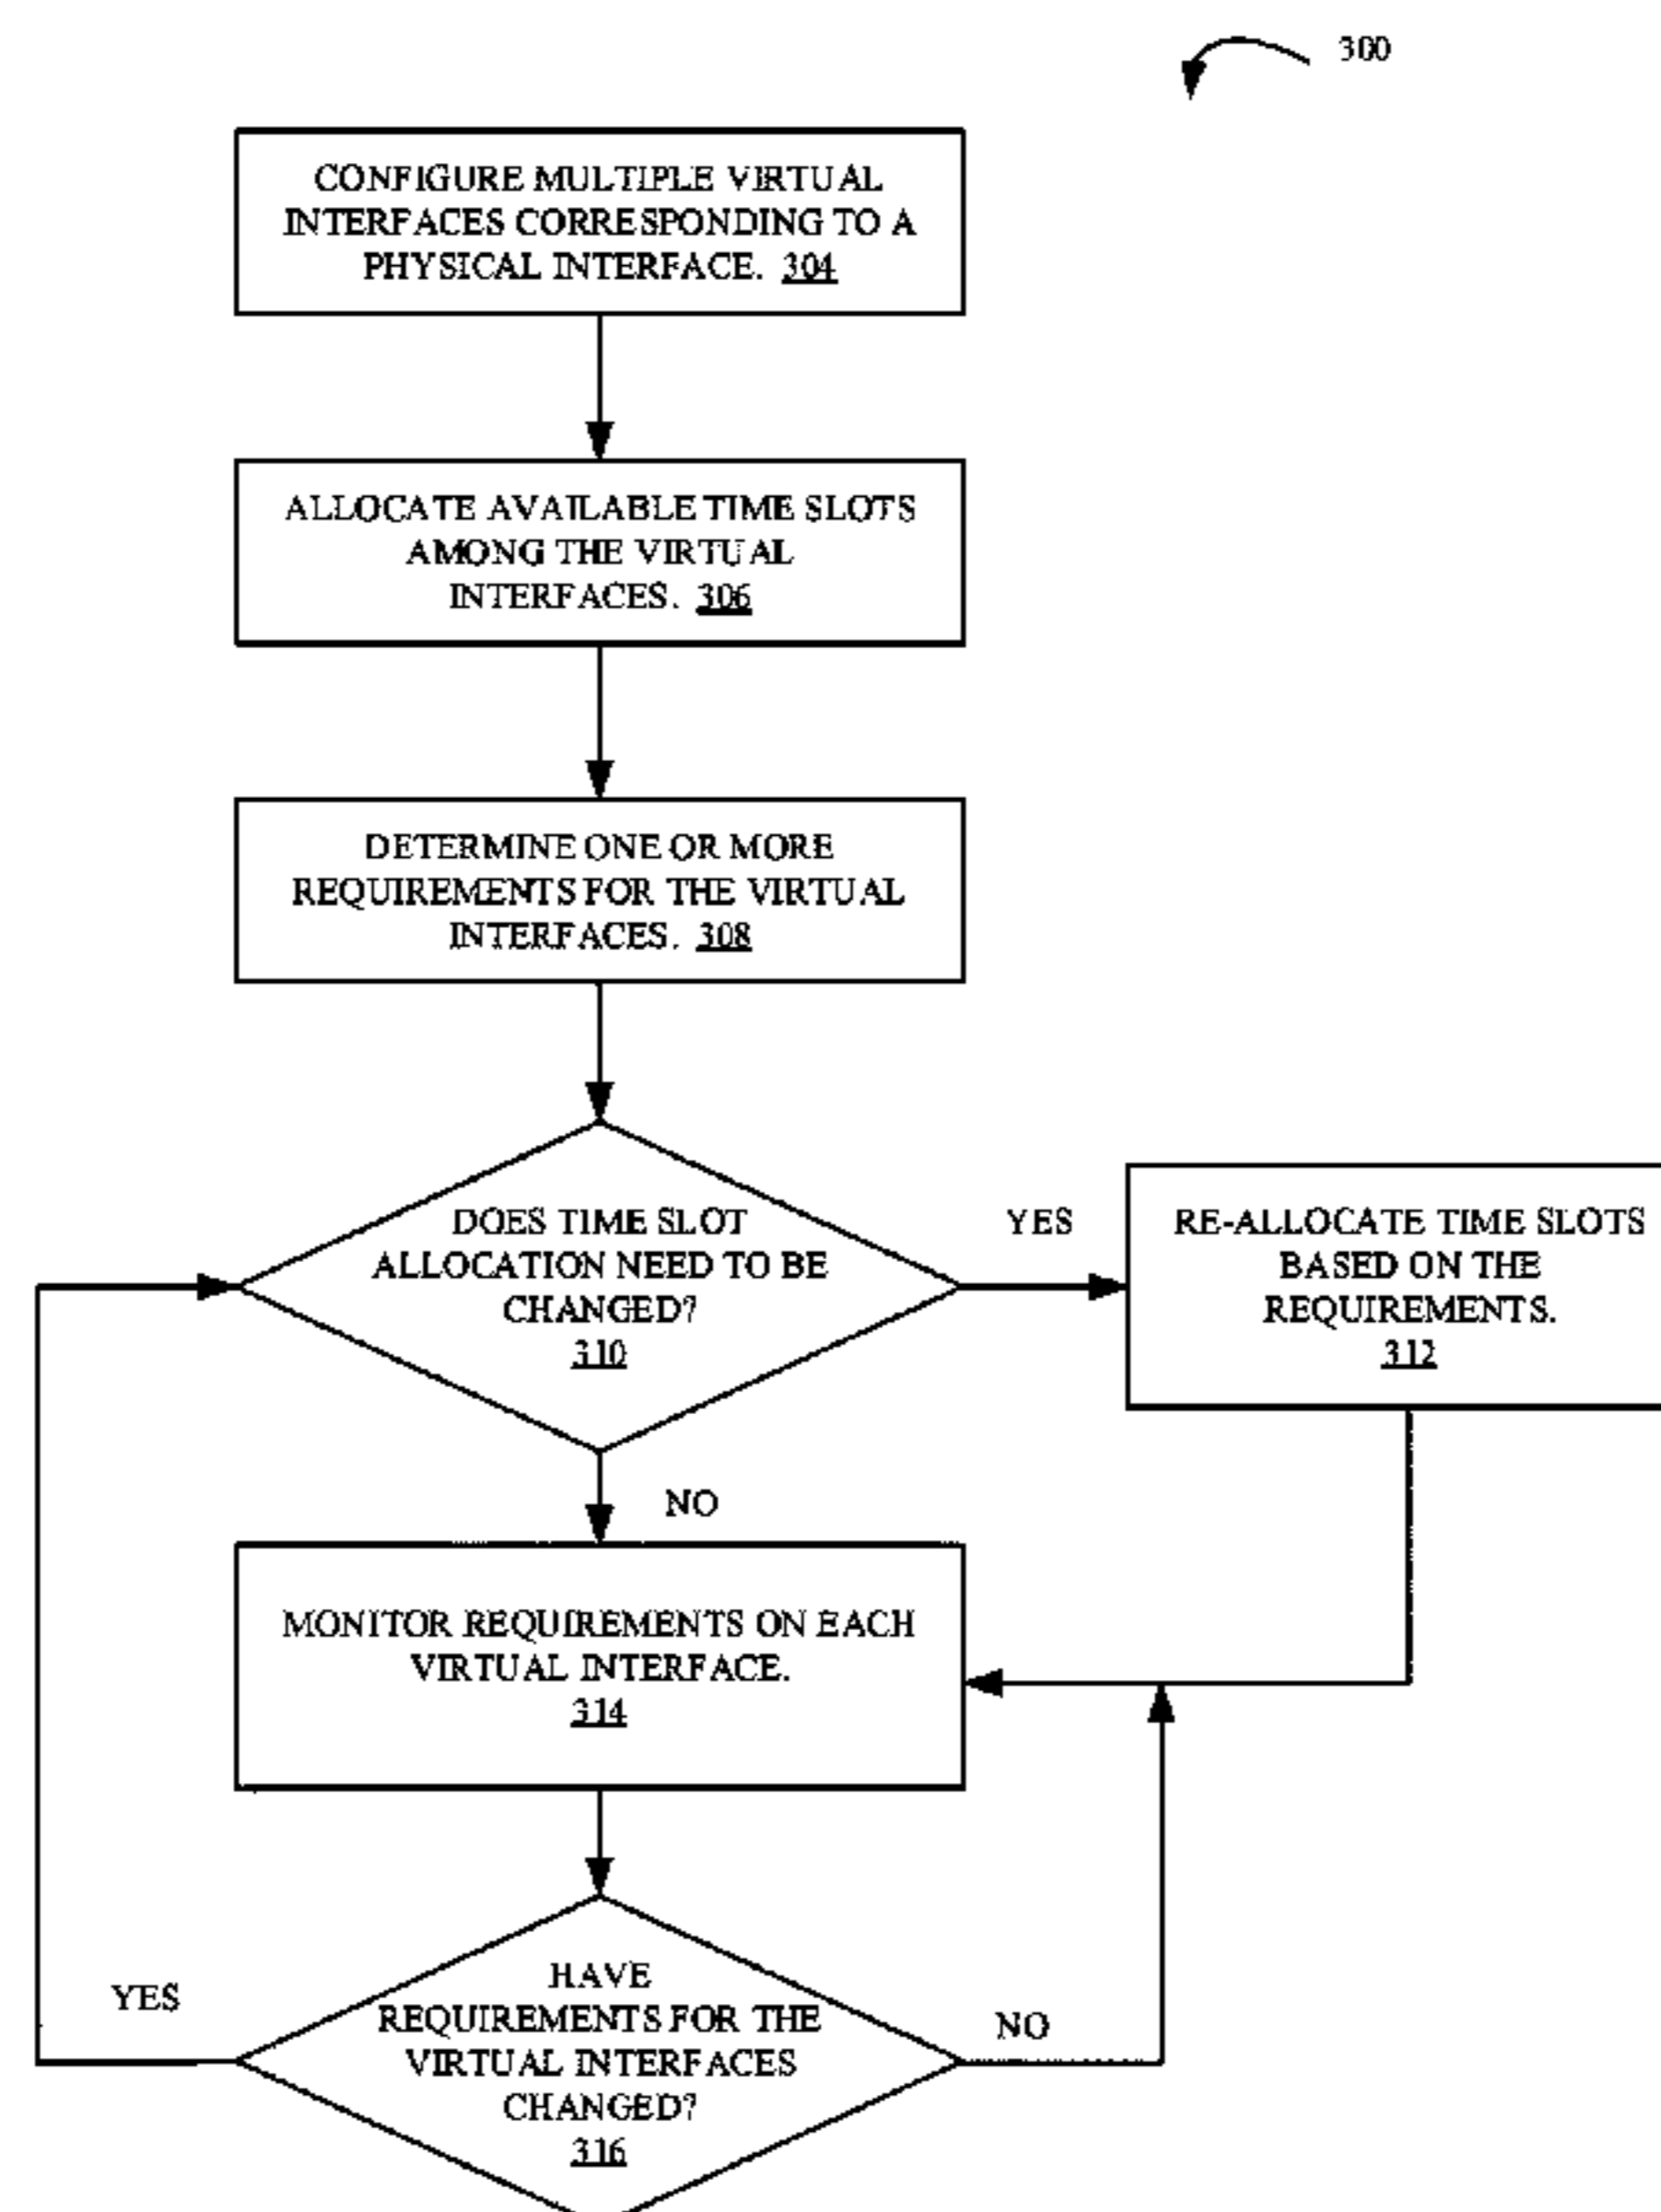 300
CONFIGURE MULTIPLE VIRTUAL
INTERFACES CORRESPONDING TO A
PHYSICAL INTERFACE. 304
ALLOCATE AVAILABLE TIME SLOTS
AMONG THE VIRTUAL
INTERFACES. 306
DETERMINE ONE OR MORE
REQUIREMENTS FOR THE VIRTUAL
INTERFACES. 308
DOES TIME SLOT
ALLOCATION NEED TO BE
CHANGED?
310
YES
RE-ALLOCATE TIME SLOTS
BASED ON THE
REQUIREMENTS.
312
NO
MONITOR REQUIREMENTS ON EACH
VIRTUAL INTERFACE.
314
YES
HAVE
REQUIREMENTS FOR THE
VIRTUAL INTERFACES
CHANGED?
316
NO